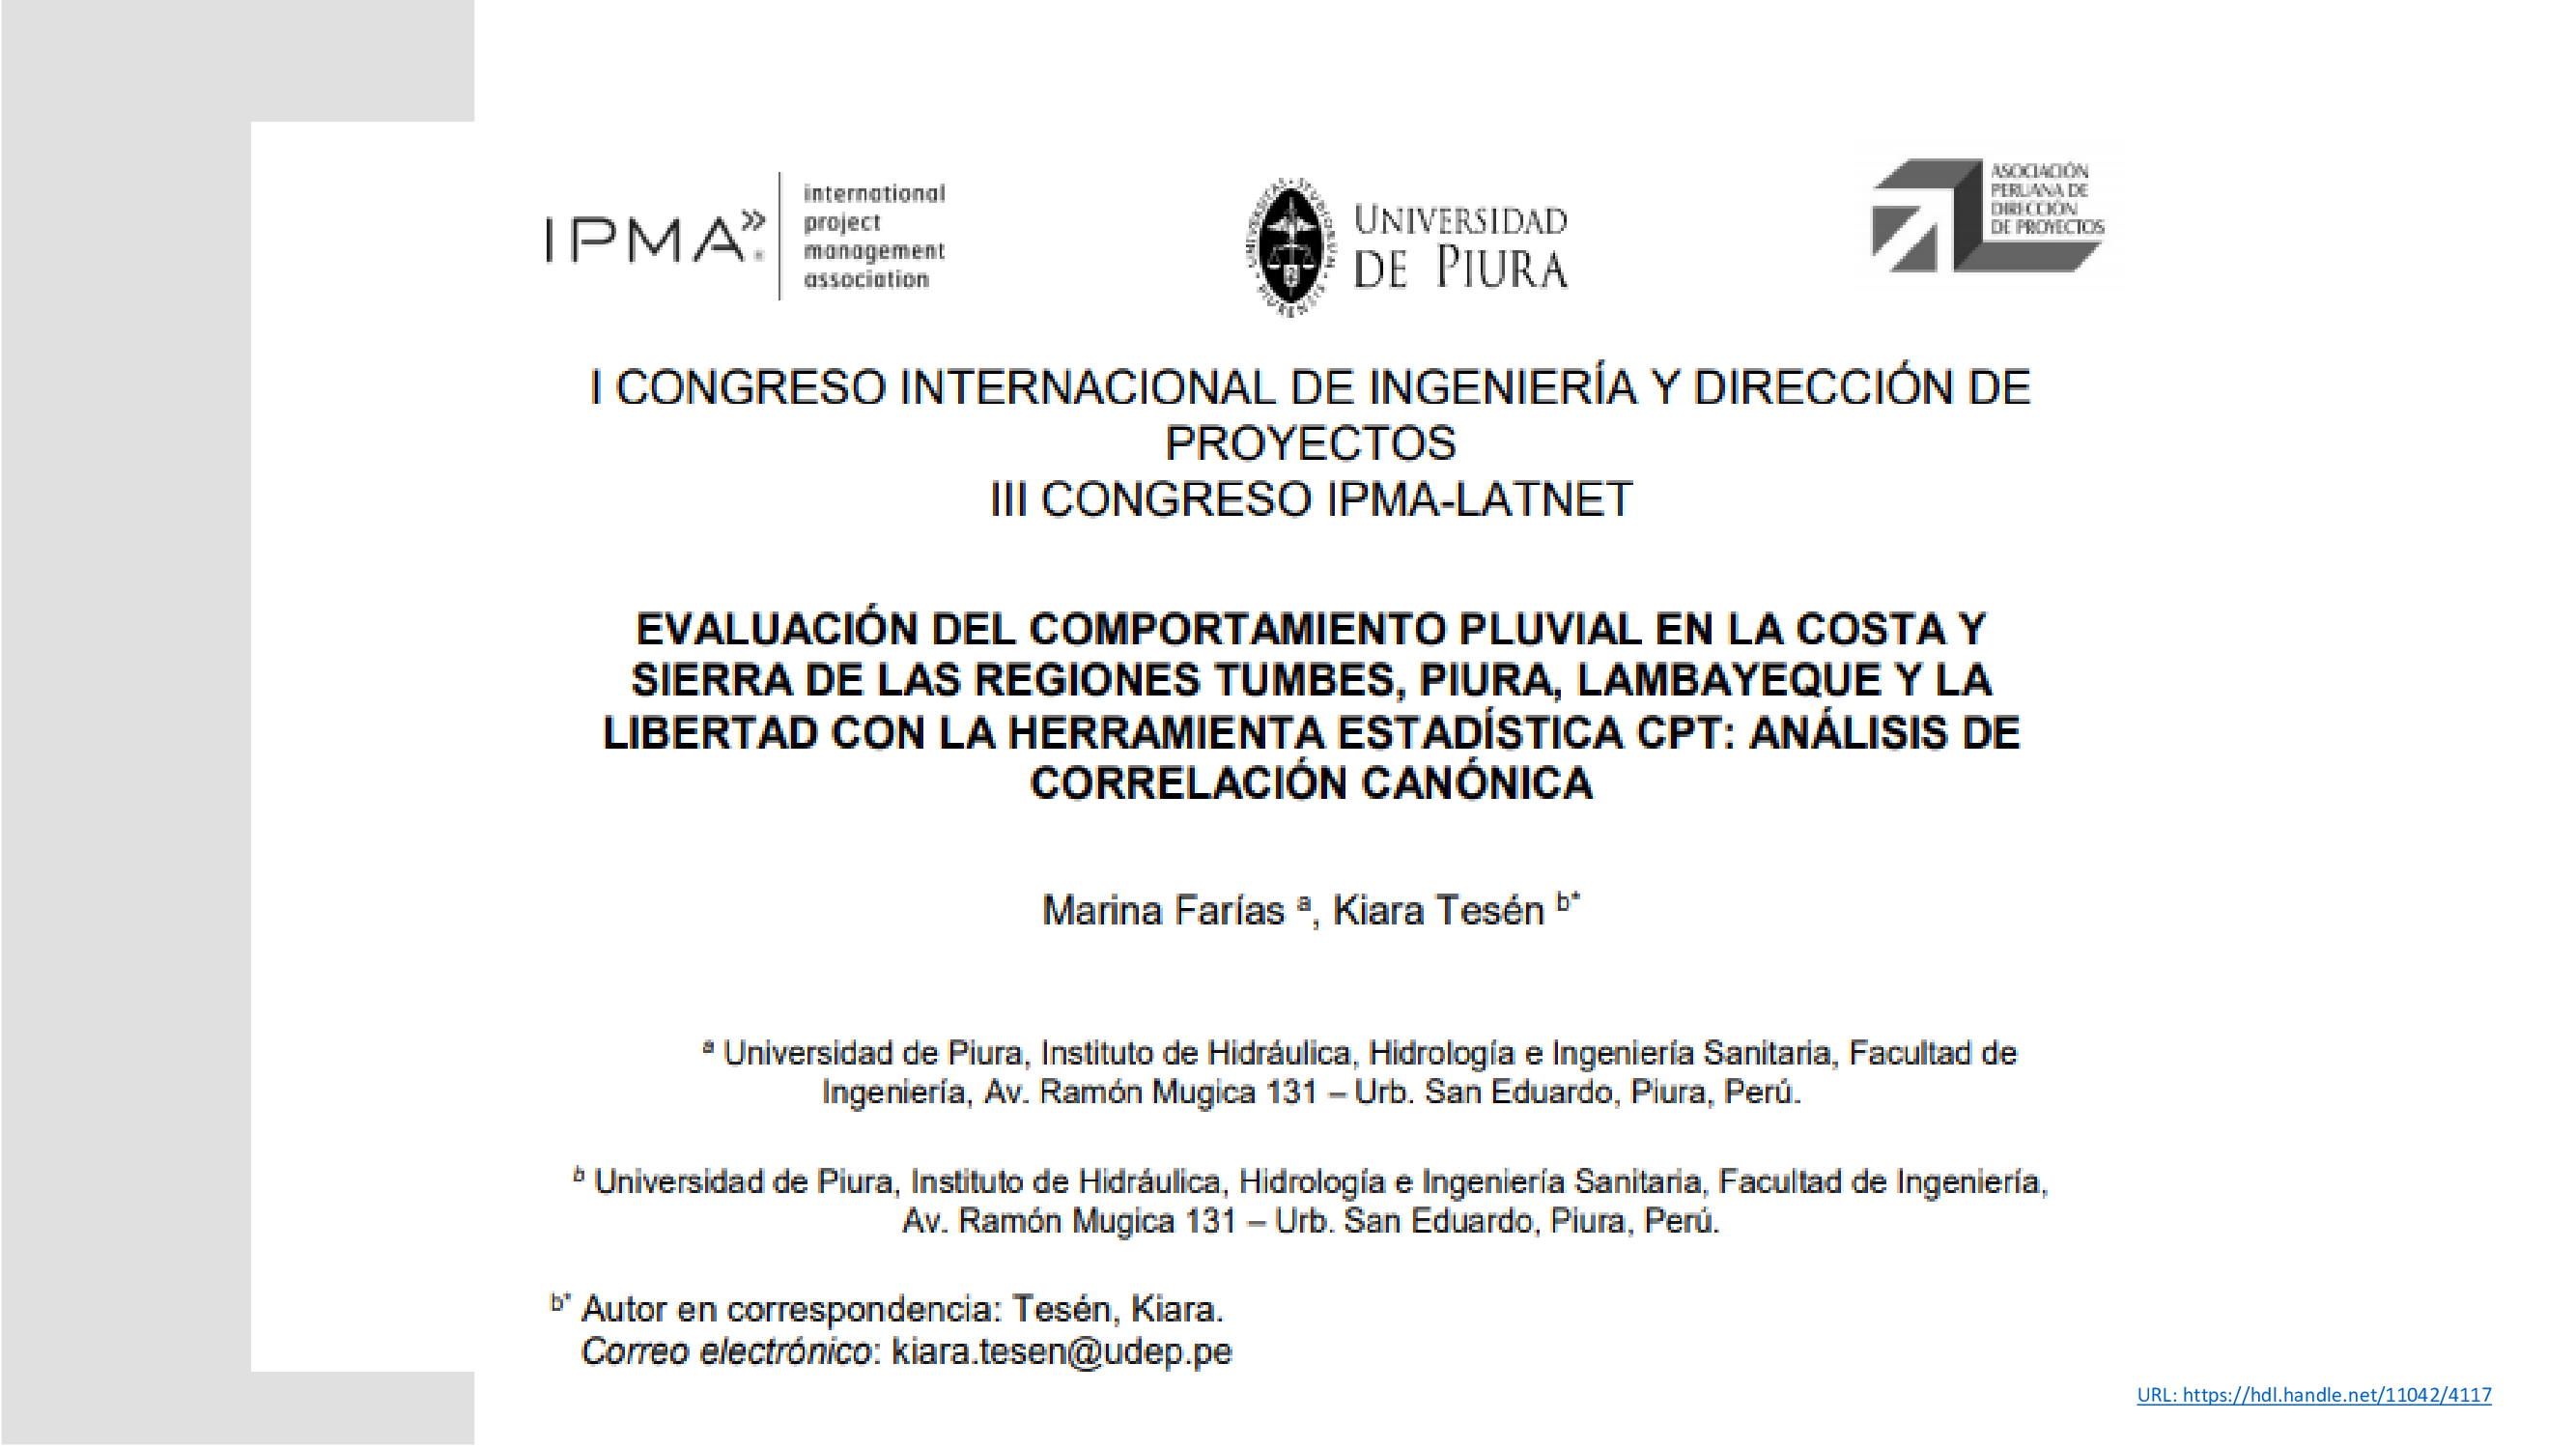 IPMA
international
project
management
association
UNIVERSITAS • STUDIORUM • PIURENSIS
UNIVERSIDAD
DE PIURA
ASOCIACIÓN
PERUANA DE
DIRECCIÓN
DE PROYECTOS
I CONGRESO INTERNACIONAL DE INGENIERÍA Y DIRECCIÓN DE
PROYECTOS
III CONGRESO IPMA-LATNET
EVALUACIÓN DEL COMPORTAMIENTO PLUVIAL EN LA COSTA Y
SIERRA DE LAS REGIONES TUMBES, PIURA, LAMBAYEQUE Y LA
LIBERTAD CON LA HERRAMIENTA ESTADÍSTICA CPT: ANÁLISIS DE
CORRELACIÓN CANÓNICA
Marina Farías a, Kiara Tesén b*
a Universidad de Piura, Instituto de Hidráulica, Hidrología e Ingeniería Sanitaria, Facultad de
Ingeniería, Av. Ramón Mugica 131 – Urb. San Eduardo, Piura, Perú.
b Universidad de Piura, Instituto de Hidráulica, Hidrología e Ingeniería Sanitaria, Facultad de Ingeniería,
Av. Ramón Mugica 131 – Urb. San Eduardo, Piura, Perú.
b* Autor en correspondencia: Tesén, Kiara.
Correo electrónico: kiara.tesen@udep.pe
URL: https://hdl.handle.net/11042/4117